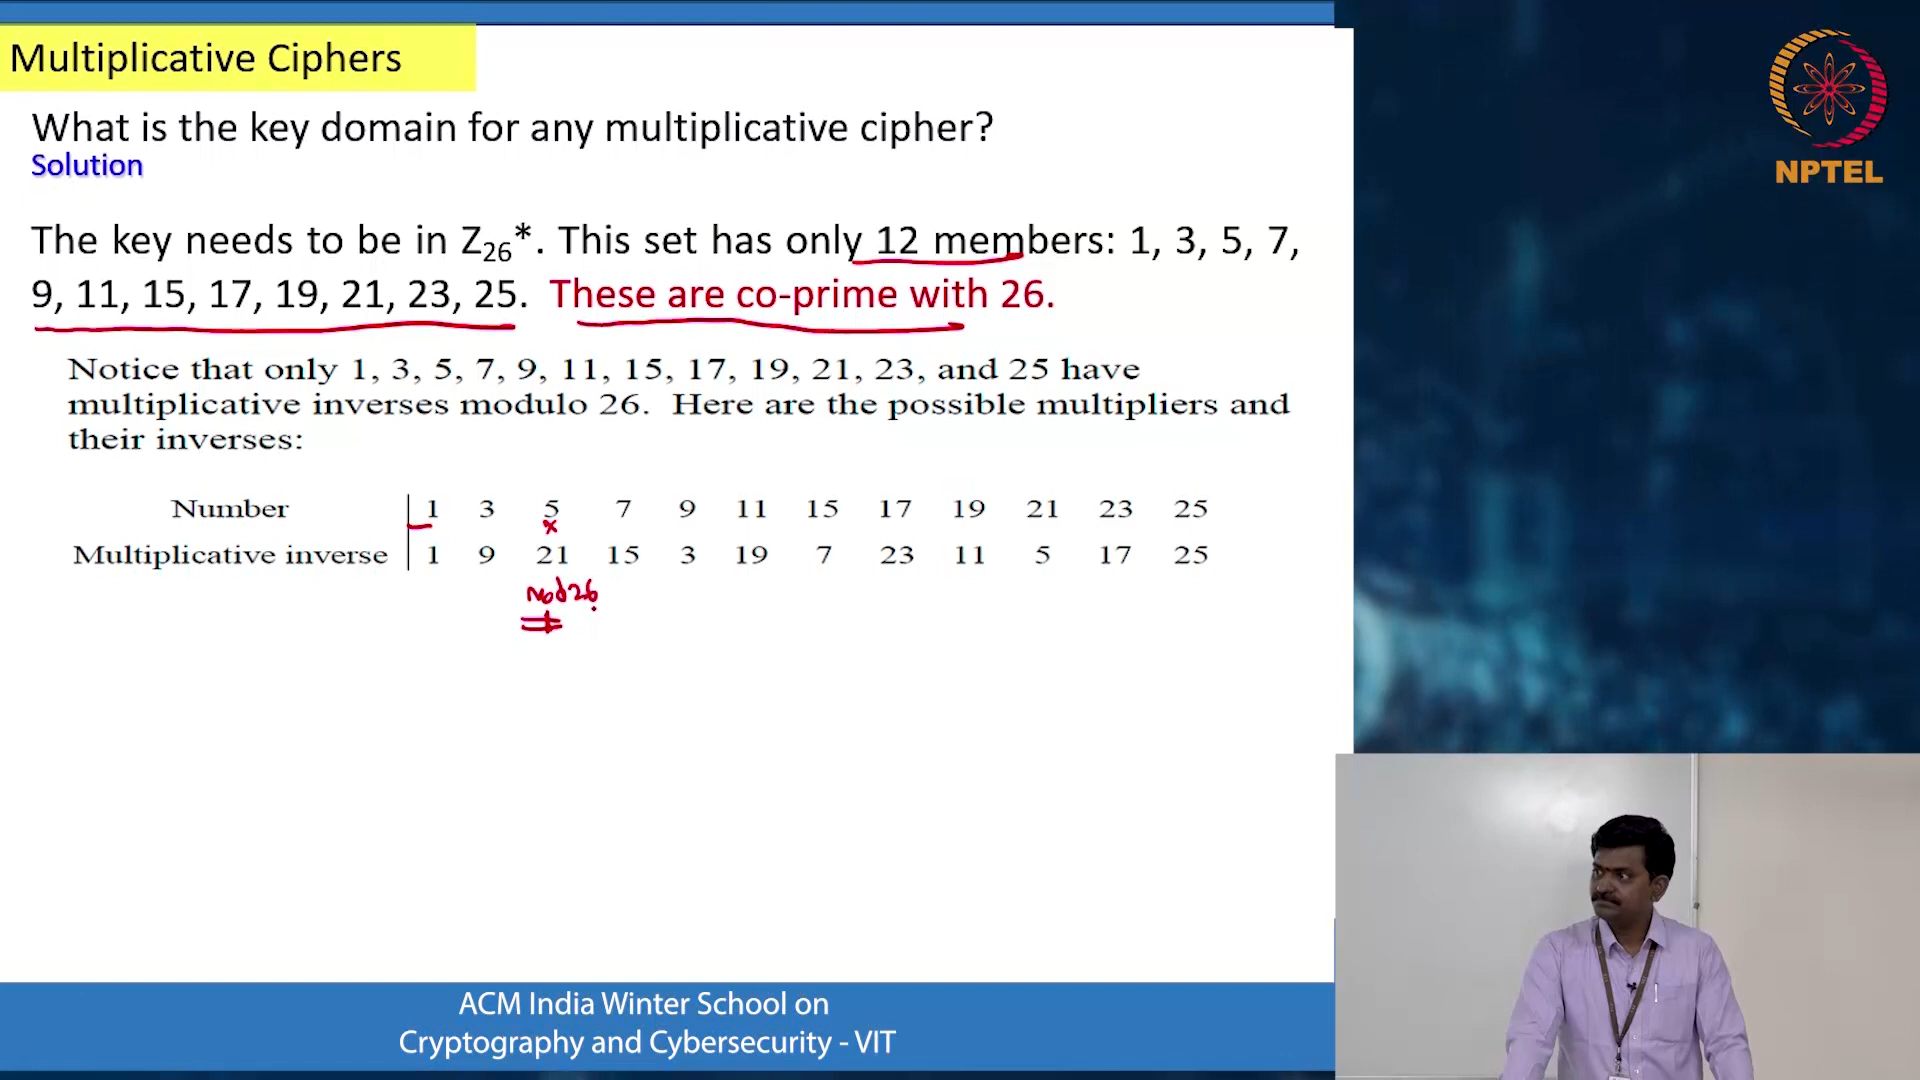 Multiplicative Ciphers
What is the key domain for any multiplicative cipher?
Solution
The key needs to be in Z26*. This set has only 12 members: 1, 3, 5, 7,
9, 11, 15, 17, 19, 21, 23, 25. These are co-prime with 26.
Notice that only 1, 3, 5, 7, 9, 11, 15, 17, 19, 21, 23, and 25 have
multiplicative inverses modulo 26. Here are the possible multipliers and
their inverses:
Number 1 3 5 7 9 11 15 17 19 21 23 25
x
Multiplicative inverse 1 9 21 15 3 19 7 23 11 5 17 25
mod 26
NPTEL
ACM India Winter School on
Cryptography and Cybersecurity - VIT